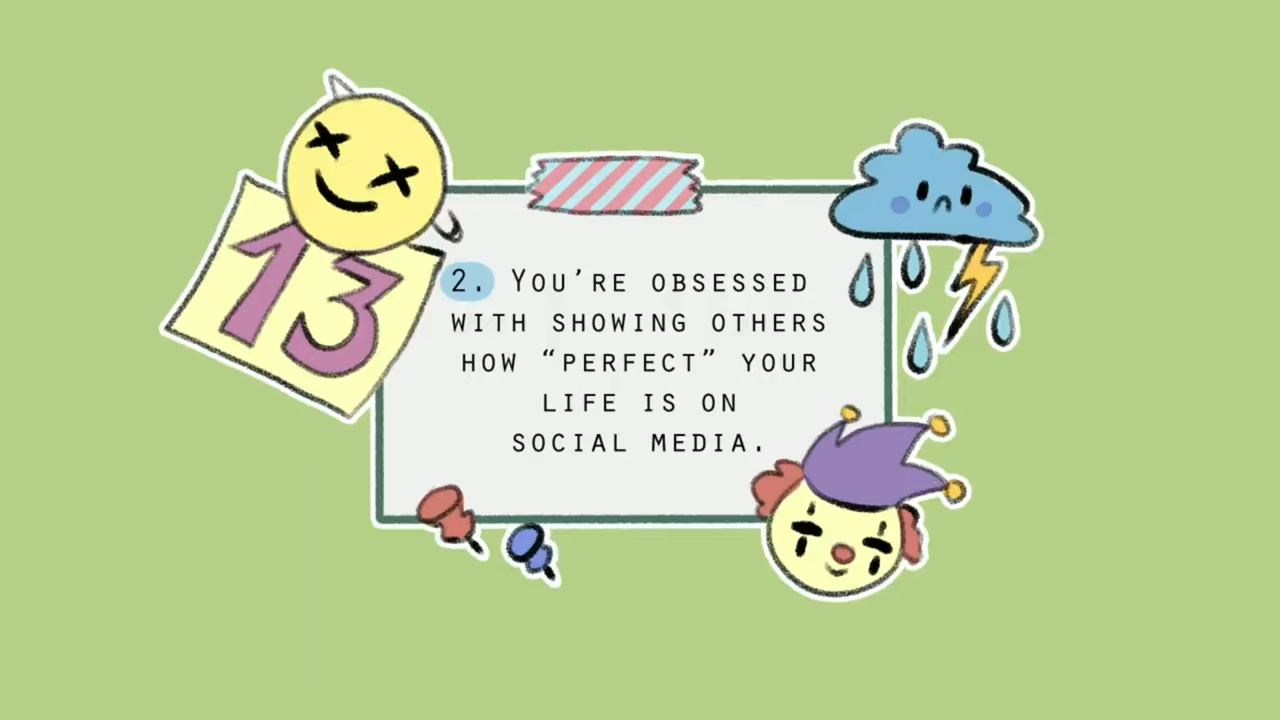 13
2. You're obsessed
with showing others
how “perfect” your
life is on
social media.